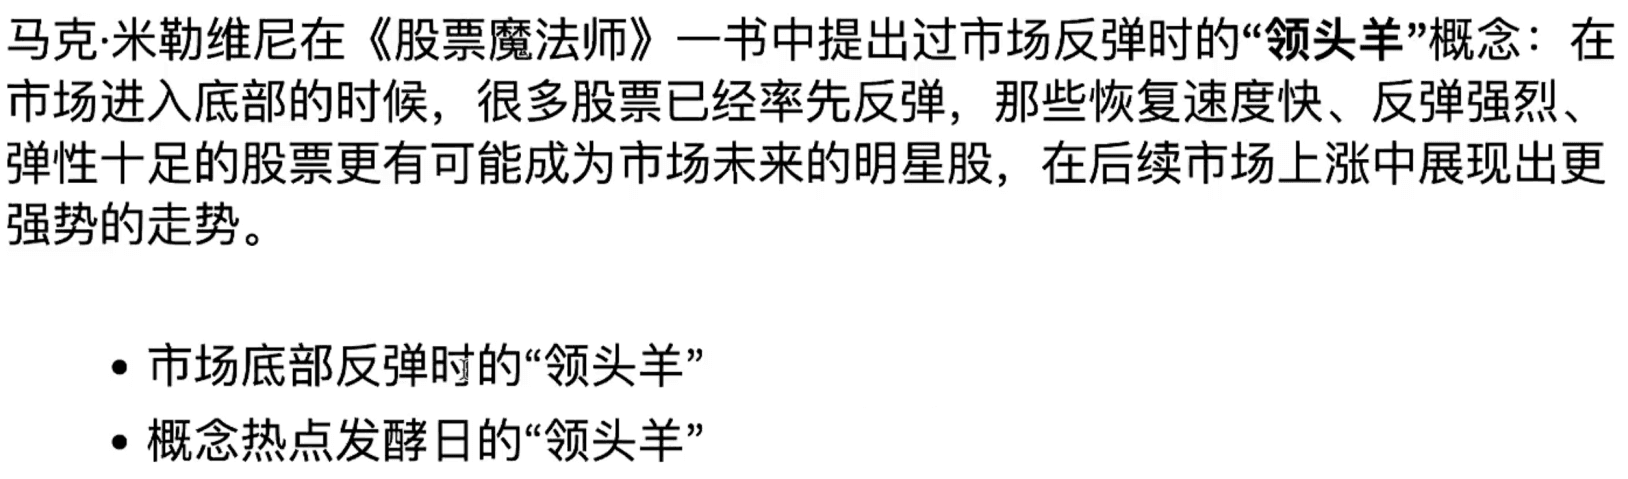 马克·米勒维尼在《股票魔法师》一书中提出过市场反弹时的“领头羊”概念：在
市场进入底部的时候，很多股票已经率先反弹，那些恢复速度快、反弹强烈、
弹性十足的股票更有可能成为市场未来的明星股，在后续市场上涨中展现出更
强势的走势。
• 市场底部反弹时的“领头羊”
• 概念热点发酵日的“领头羊”